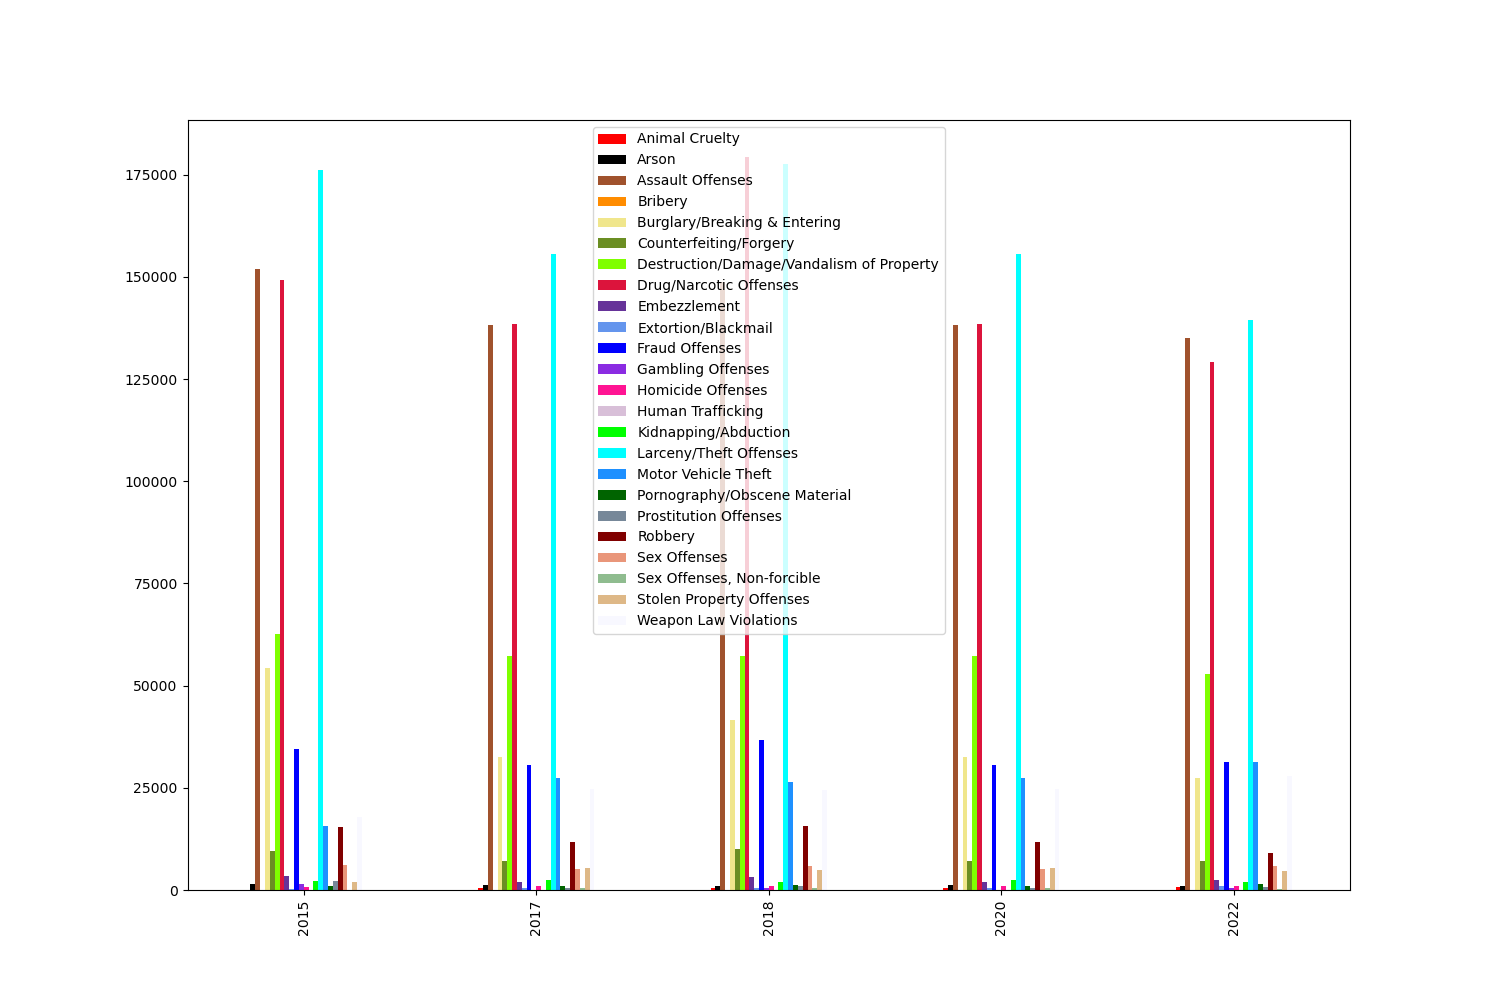 175000
150000
125000
100000
75000
50000
25000
0
Animal Cruelty
Arson
Assault Offenses
Bribery
Burglary/Breaking & Entering
Counterfeiting/Forgery
Destruction/Damage/Vandalism of Property
Drug/Narcotic Offenses
Embezzlement
Extortion/Blackmail
Fraud Offenses
Gambling Offenses
Homicide Offenses
Human Trafficking
Kidnapping/Abduction
Larceny/Theft Offenses
Motor Vehicle Theft
Pornography/Obscene Material
Prostitution Offenses
Robbery
Sex Offenses
Sex Offenses, Non-forcible
Stolen Property Offenses
Weapon Law Violations
2015
2017
2018
2020
2022